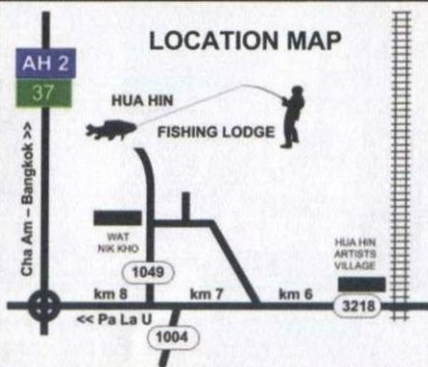 LOCATION MAP
AH 2
37
HUA HIN
FISHING LODGE
Cha Am – Bangkok >>
WAT
NIK KHO
HUA HIN
ARTISTS
VILLAGE
1049
km 8
km 7
km 6
3218
<< Pa La U
1004